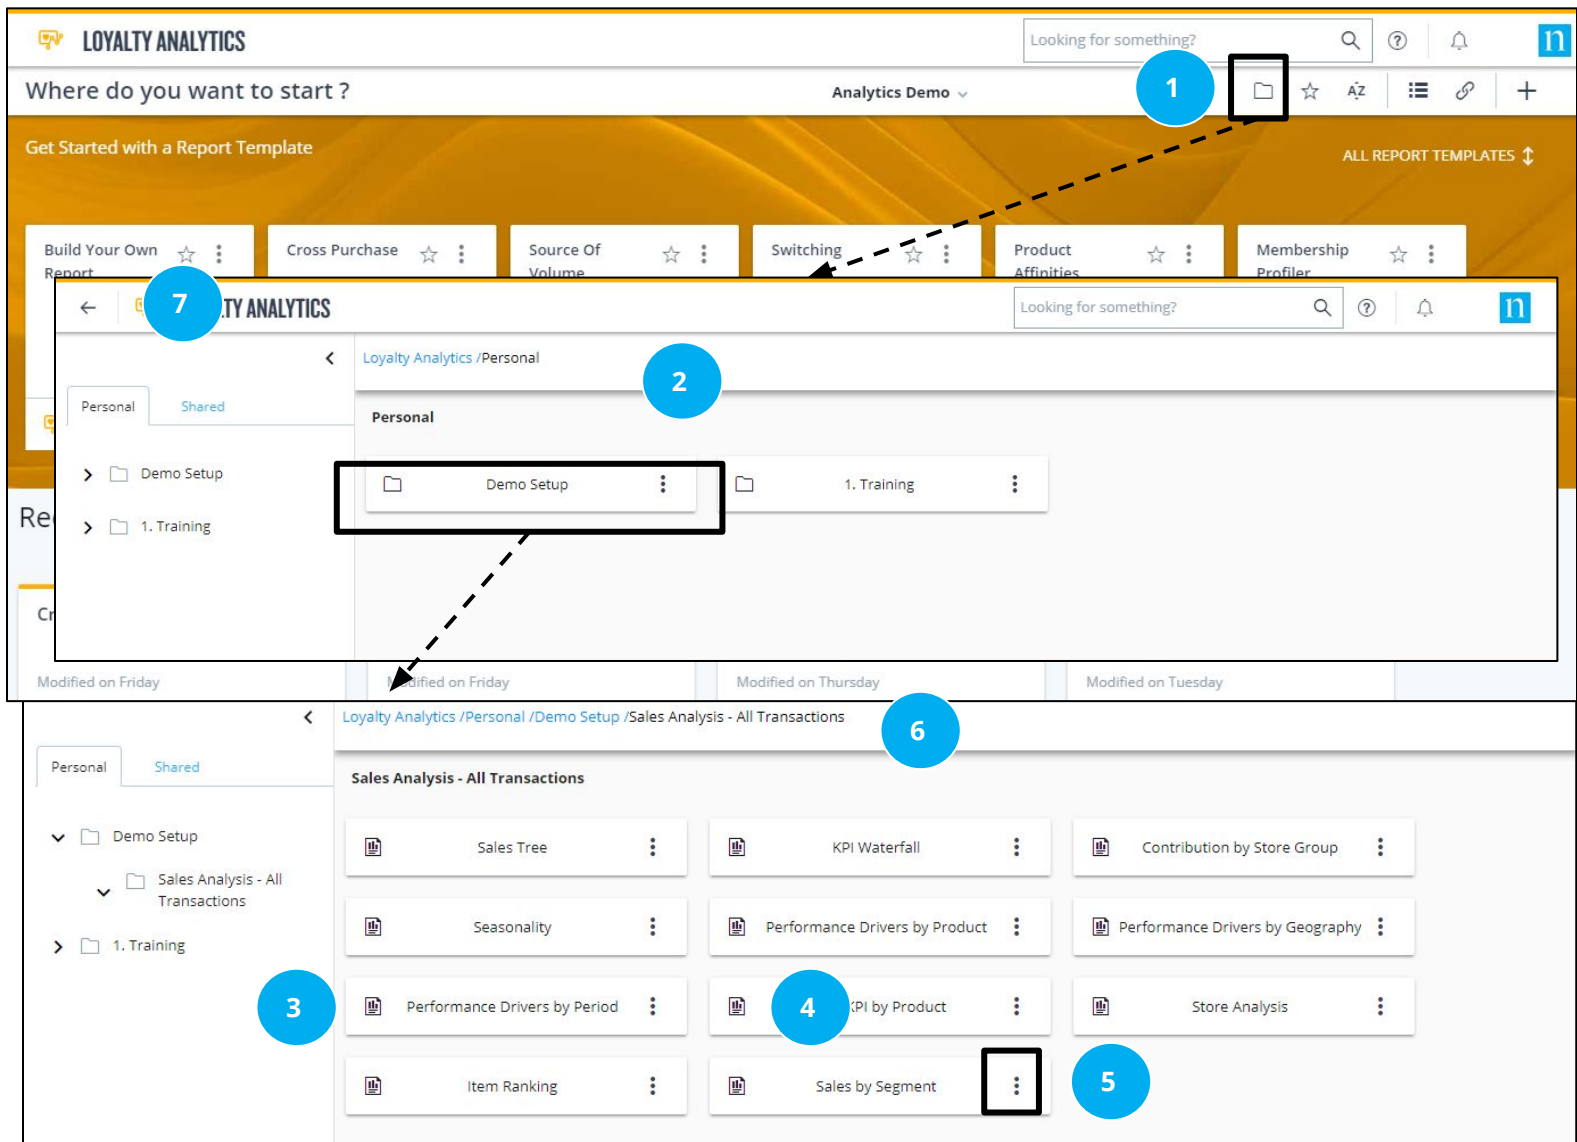 LOYALTY ANALYTICS
Looking for something?
n
Where do you want to start ?
Analytics Demo
1
AZ
Get Started with a Report Template
ALL REPORT TEMPLATES
Build Your Own
Report
Cross Purchase
Source Of
Volume
Switching
Product
Affinities
Membership
Profiler
7
TY ANALYTICS
Looking for something?
n
Loyalty Analytics /Personal
2
Personal
Shared
Personal
Demo Setup
Demo Setup
1. Training
Re
1. Training
Cr
Modified on Friday
Modified on Friday
Modified on Thursday
Modified on Tuesday
Loyalty Analytics /Personal /Demo Setup /Sales Analysis - All Transactions
6
Personal
Shared
Sales Analysis - All Transactions
Demo Setup
Sales Analysis - All
Transactions
1. Training
Sales Tree
KPI Waterfall
Contribution by Store Group
Seasonality
Performance Drivers by Product
Performance Drivers by Geography
3
Performance Drivers by Period
4
KPI by Product
Store Analysis
Item Ranking
Sales by Segment
5